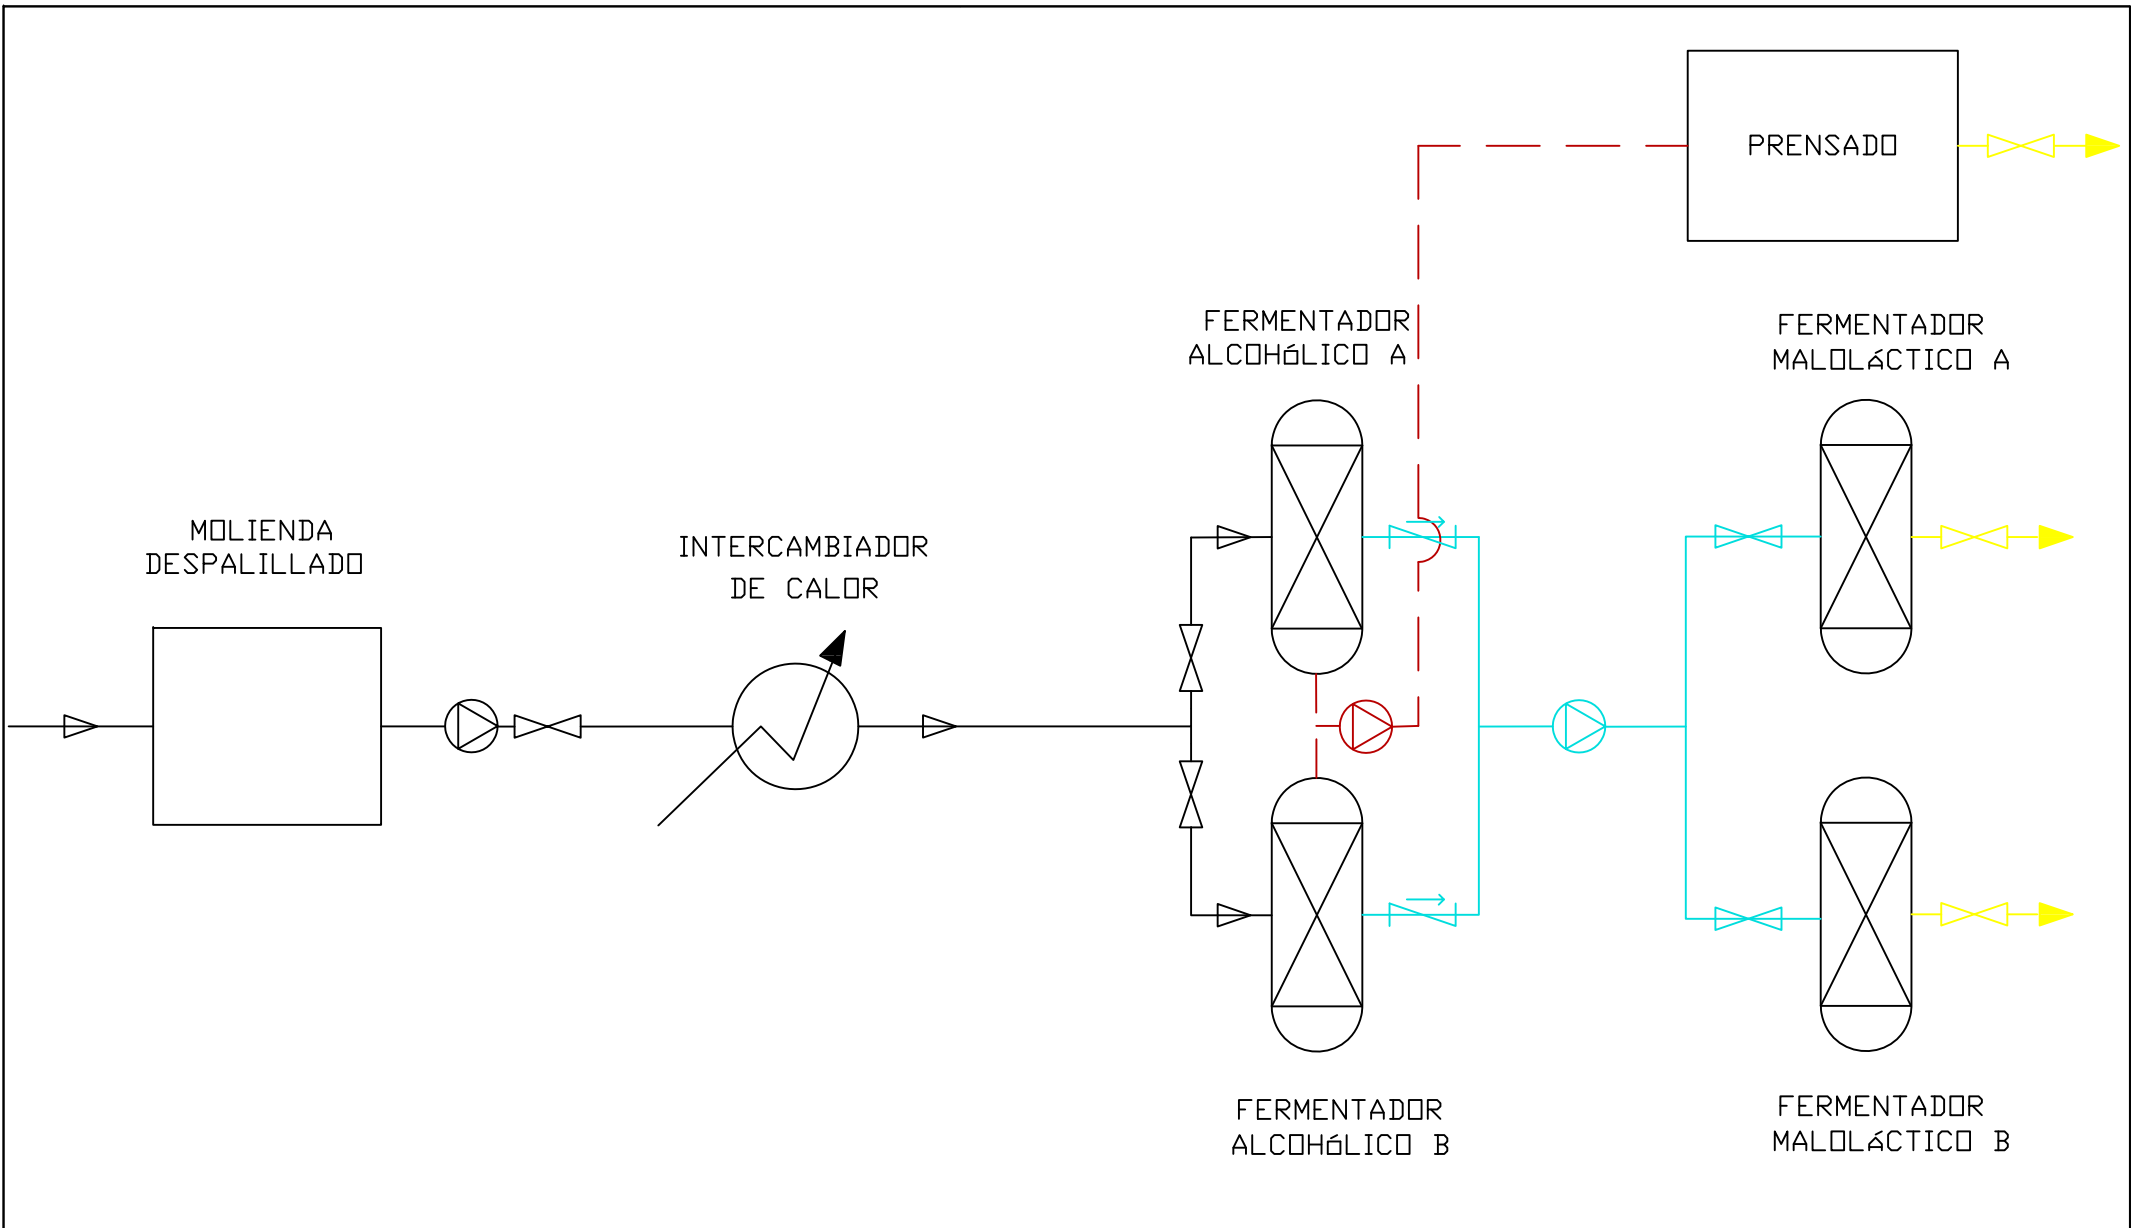 PRENSADO
FERMENTADOR
ALCOHóLICO A
FERMENTADOR
MALOLáCTICO A
MOLIENDA
DESPALILLADO
INTERCAMBIADOR
DE CALOR
FERMENTADOR
ALCOHóLICO B
FERMENTADOR
MALOLáCTICO B